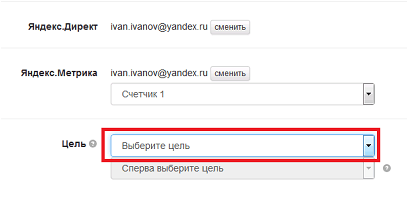 Яндекс.Директ ivan.ivanov@yandex.ru сменить
Яндекс.Метрика ivan.ivanov@yandex.ru сменить
Счетчик 1
Цель ? Выберите цель
Сперва выберите цель ?